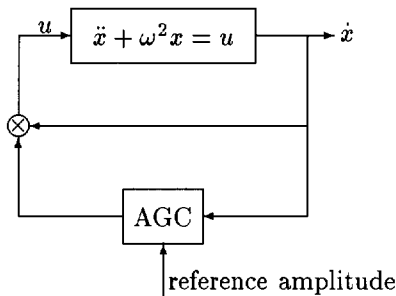 u
ẍ + ω²x = u
ẋ
AGC
reference amplitude